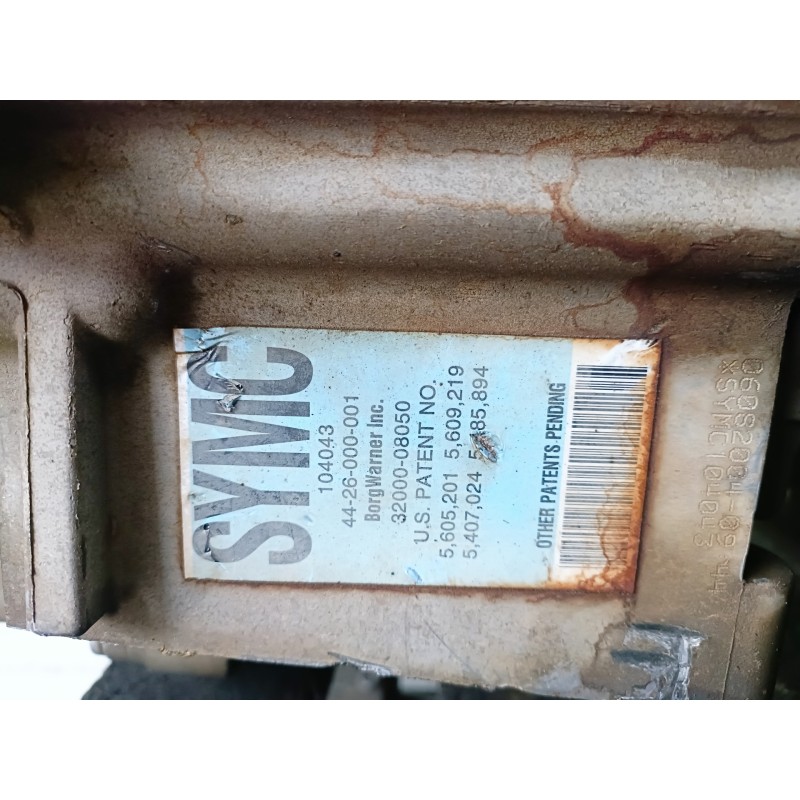 SYMC
104043
44-26-000-001
BorgWarner Inc.
32000-08050
U.S. PATENT NO.
5,605,201 5,609,219
5,407,024 5,485,894
OTHER PATENTS PENDING
*SYMC104043